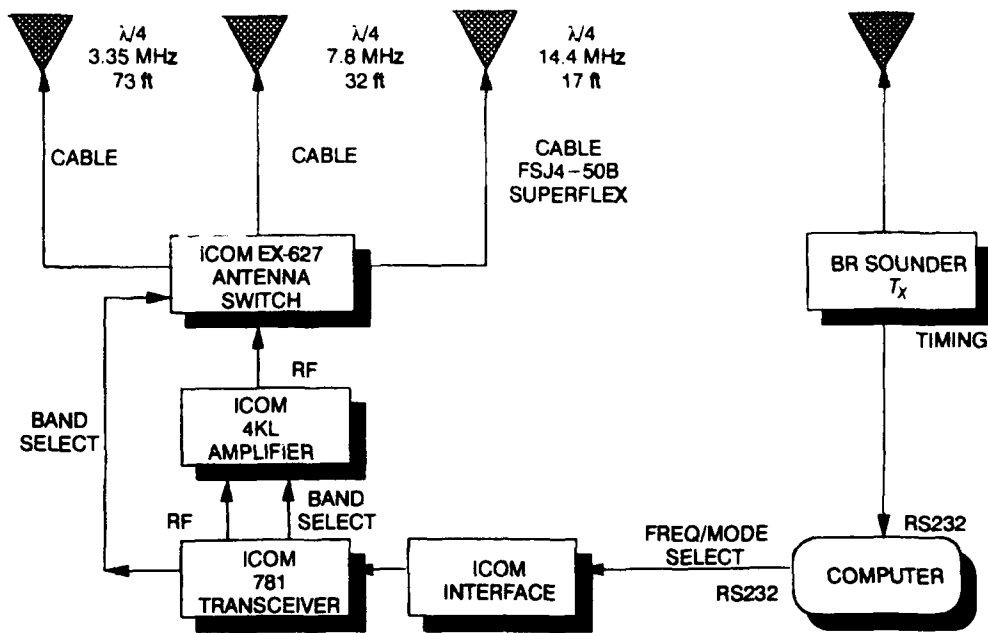 λ/4
3.35 MHz
73 ft
λ/4
7.8 MHz
32 ft
λ/4
14.4 MHz
17 ft
CABLE
CABLE
CABLE
FSJ4-50B
SUPERFLEX
ICOM EX-627
ANTENNA
SWITCH
BR SOUNDER
Tx
TIMING
RF
BAND
SELECT
ICOM
4KL
AMPLIFIER
RF
BAND
SELECT
ICOM
781
TRANSCEIVER
ICOM
INTERFACE
FREQ/MODE
SELECT
RS232
RS232
COMPUTER